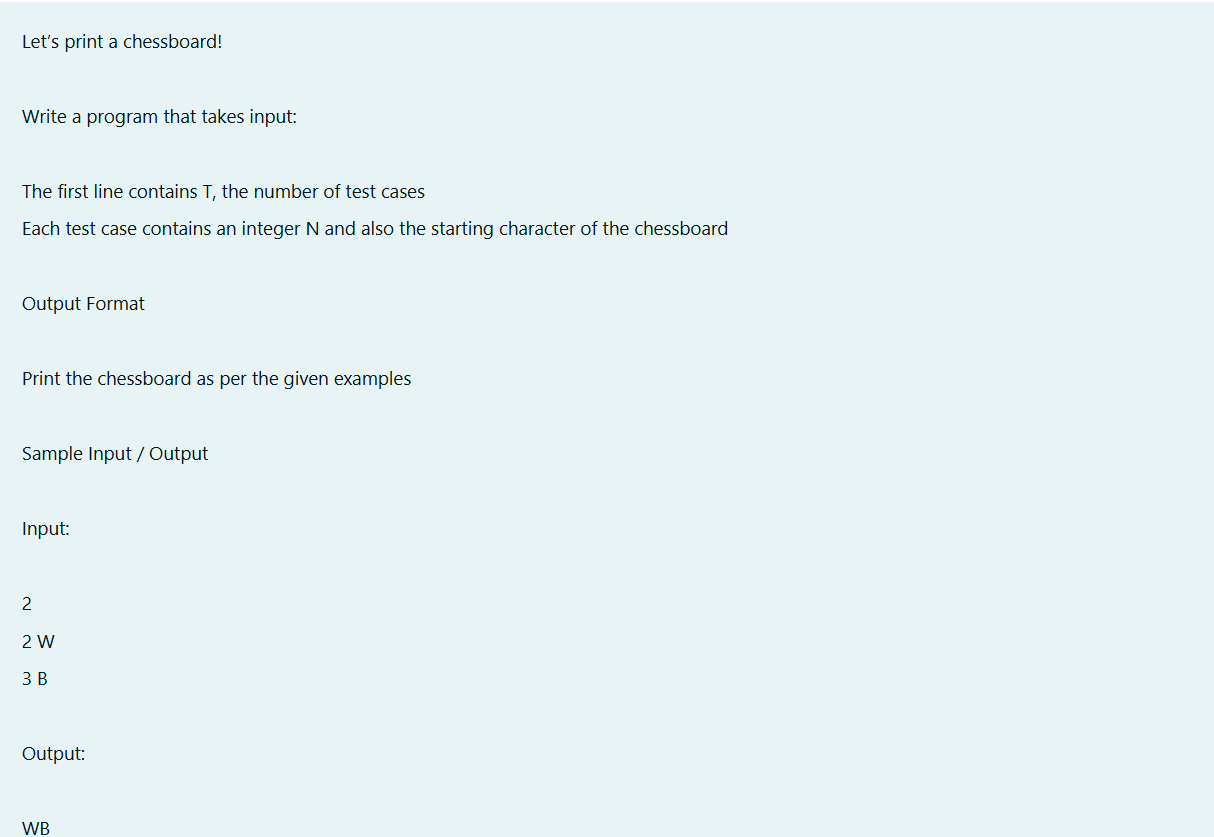 Let's print a chessboard!
Write a program that takes input:
The first line contains T, the number of test cases
Each test case contains an integer N and also the starting character of the chessboard
Output Format
Print the chessboard as per the given examples
Sample Input / Output
Input:
2
2 W
3 B
Output:
WB